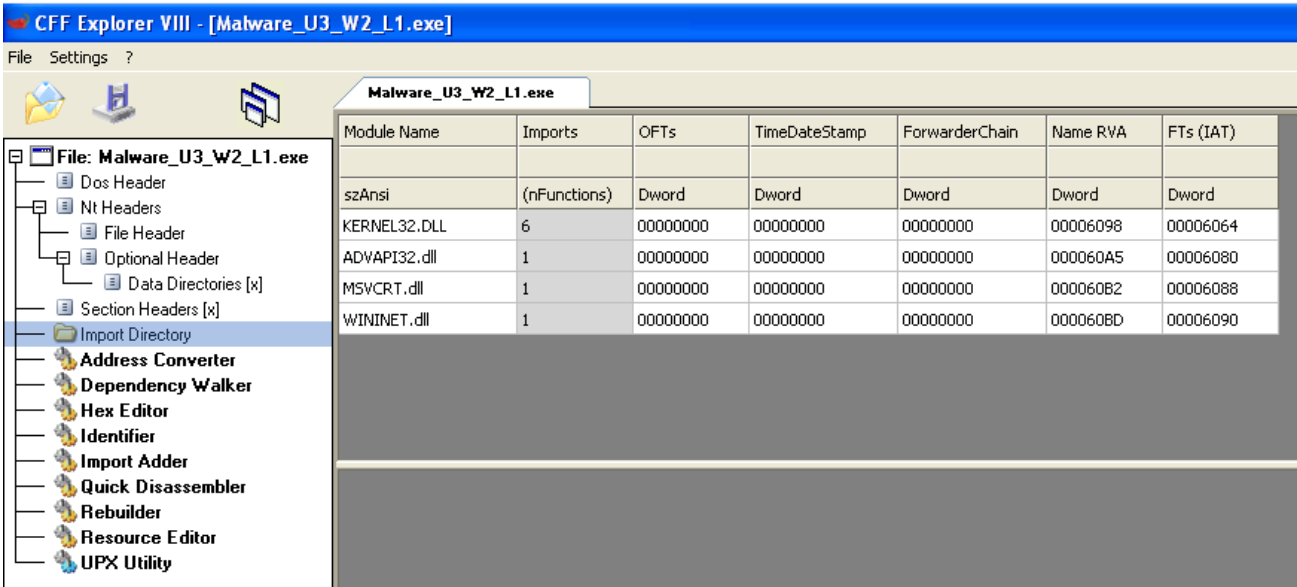 CFF Explorer VIII - [Malware_U3_W2_L1.exe]
File Settings ?
Malware_U3_W2_L1.exe
File: Malware_U3_W2_L1.exe
Dos Header
Nt Headers
File Header
Optional Header
Data Directories [x]
Section Headers [x]
Import Directory
Address Converter
Dependency Walker
Hex Editor
Identifier
Import Adder
Quick Disassembler
Rebuilder
Resource Editor
UPX Utility
Module Name Imports OFTs TimeDateStamp ForwarderChain Name RVA FTs (IAT)
szAnsi (nFunctions) Dword Dword Dword Dword Dword
KERNEL32.DLL 6 00000000 00000000 00000000 00006098 00006064
ADVAPI32.dll 1 00000000 00000000 00000000 000060A5 00006080
MSVCRT.dll 1 00000000 00000000 00000000 000060B2 00006088
WININET.dll 1 00000000 00000000 00000000 000060BD 00006090